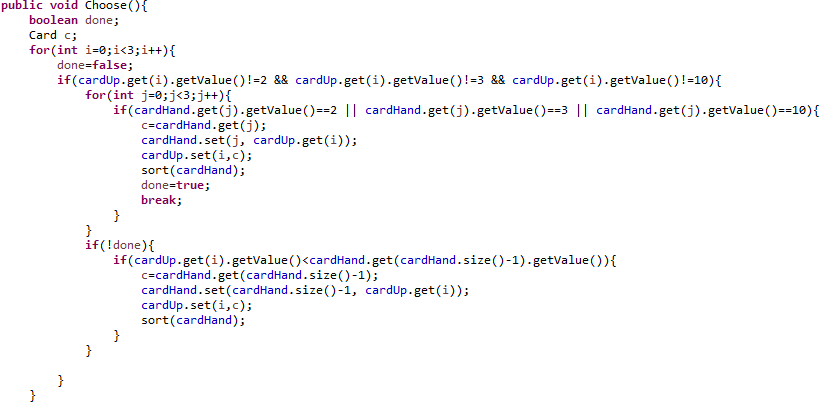 public void Choose(){
    boolean done;
    Card c;
    for(int i=0;i<3;i++){
        done=false;
        if(cardUp.get(i).getValue()!=2 && cardUp.get(i).getValue()!=3 && cardUp.get(i).getValue()!=10){
            for(int j=0;j<3;j++){
                if(cardHand.get(j).getValue()==2 || cardHand.get(j).getValue()==3 || cardHand.get(j).getValue()==10){
                    c=cardHand.get(j);
                    cardHand.set(j, cardUp.get(i));
                    cardUp.set(i,c);
                    sort(cardHand);
                    done=true;
                    break;
                }
            }
            if(!done){
                if(cardUp.get(i).getValue()<cardHand.get(cardHand.size()-1).getValue()){
                    c=cardHand.get(cardHand.size()-1);
                    cardHand.set(cardHand.size()-1, cardUp.get(i));
                    cardUp.set(i,c);
                    sort(cardHand);
                }
            }
        }
    }